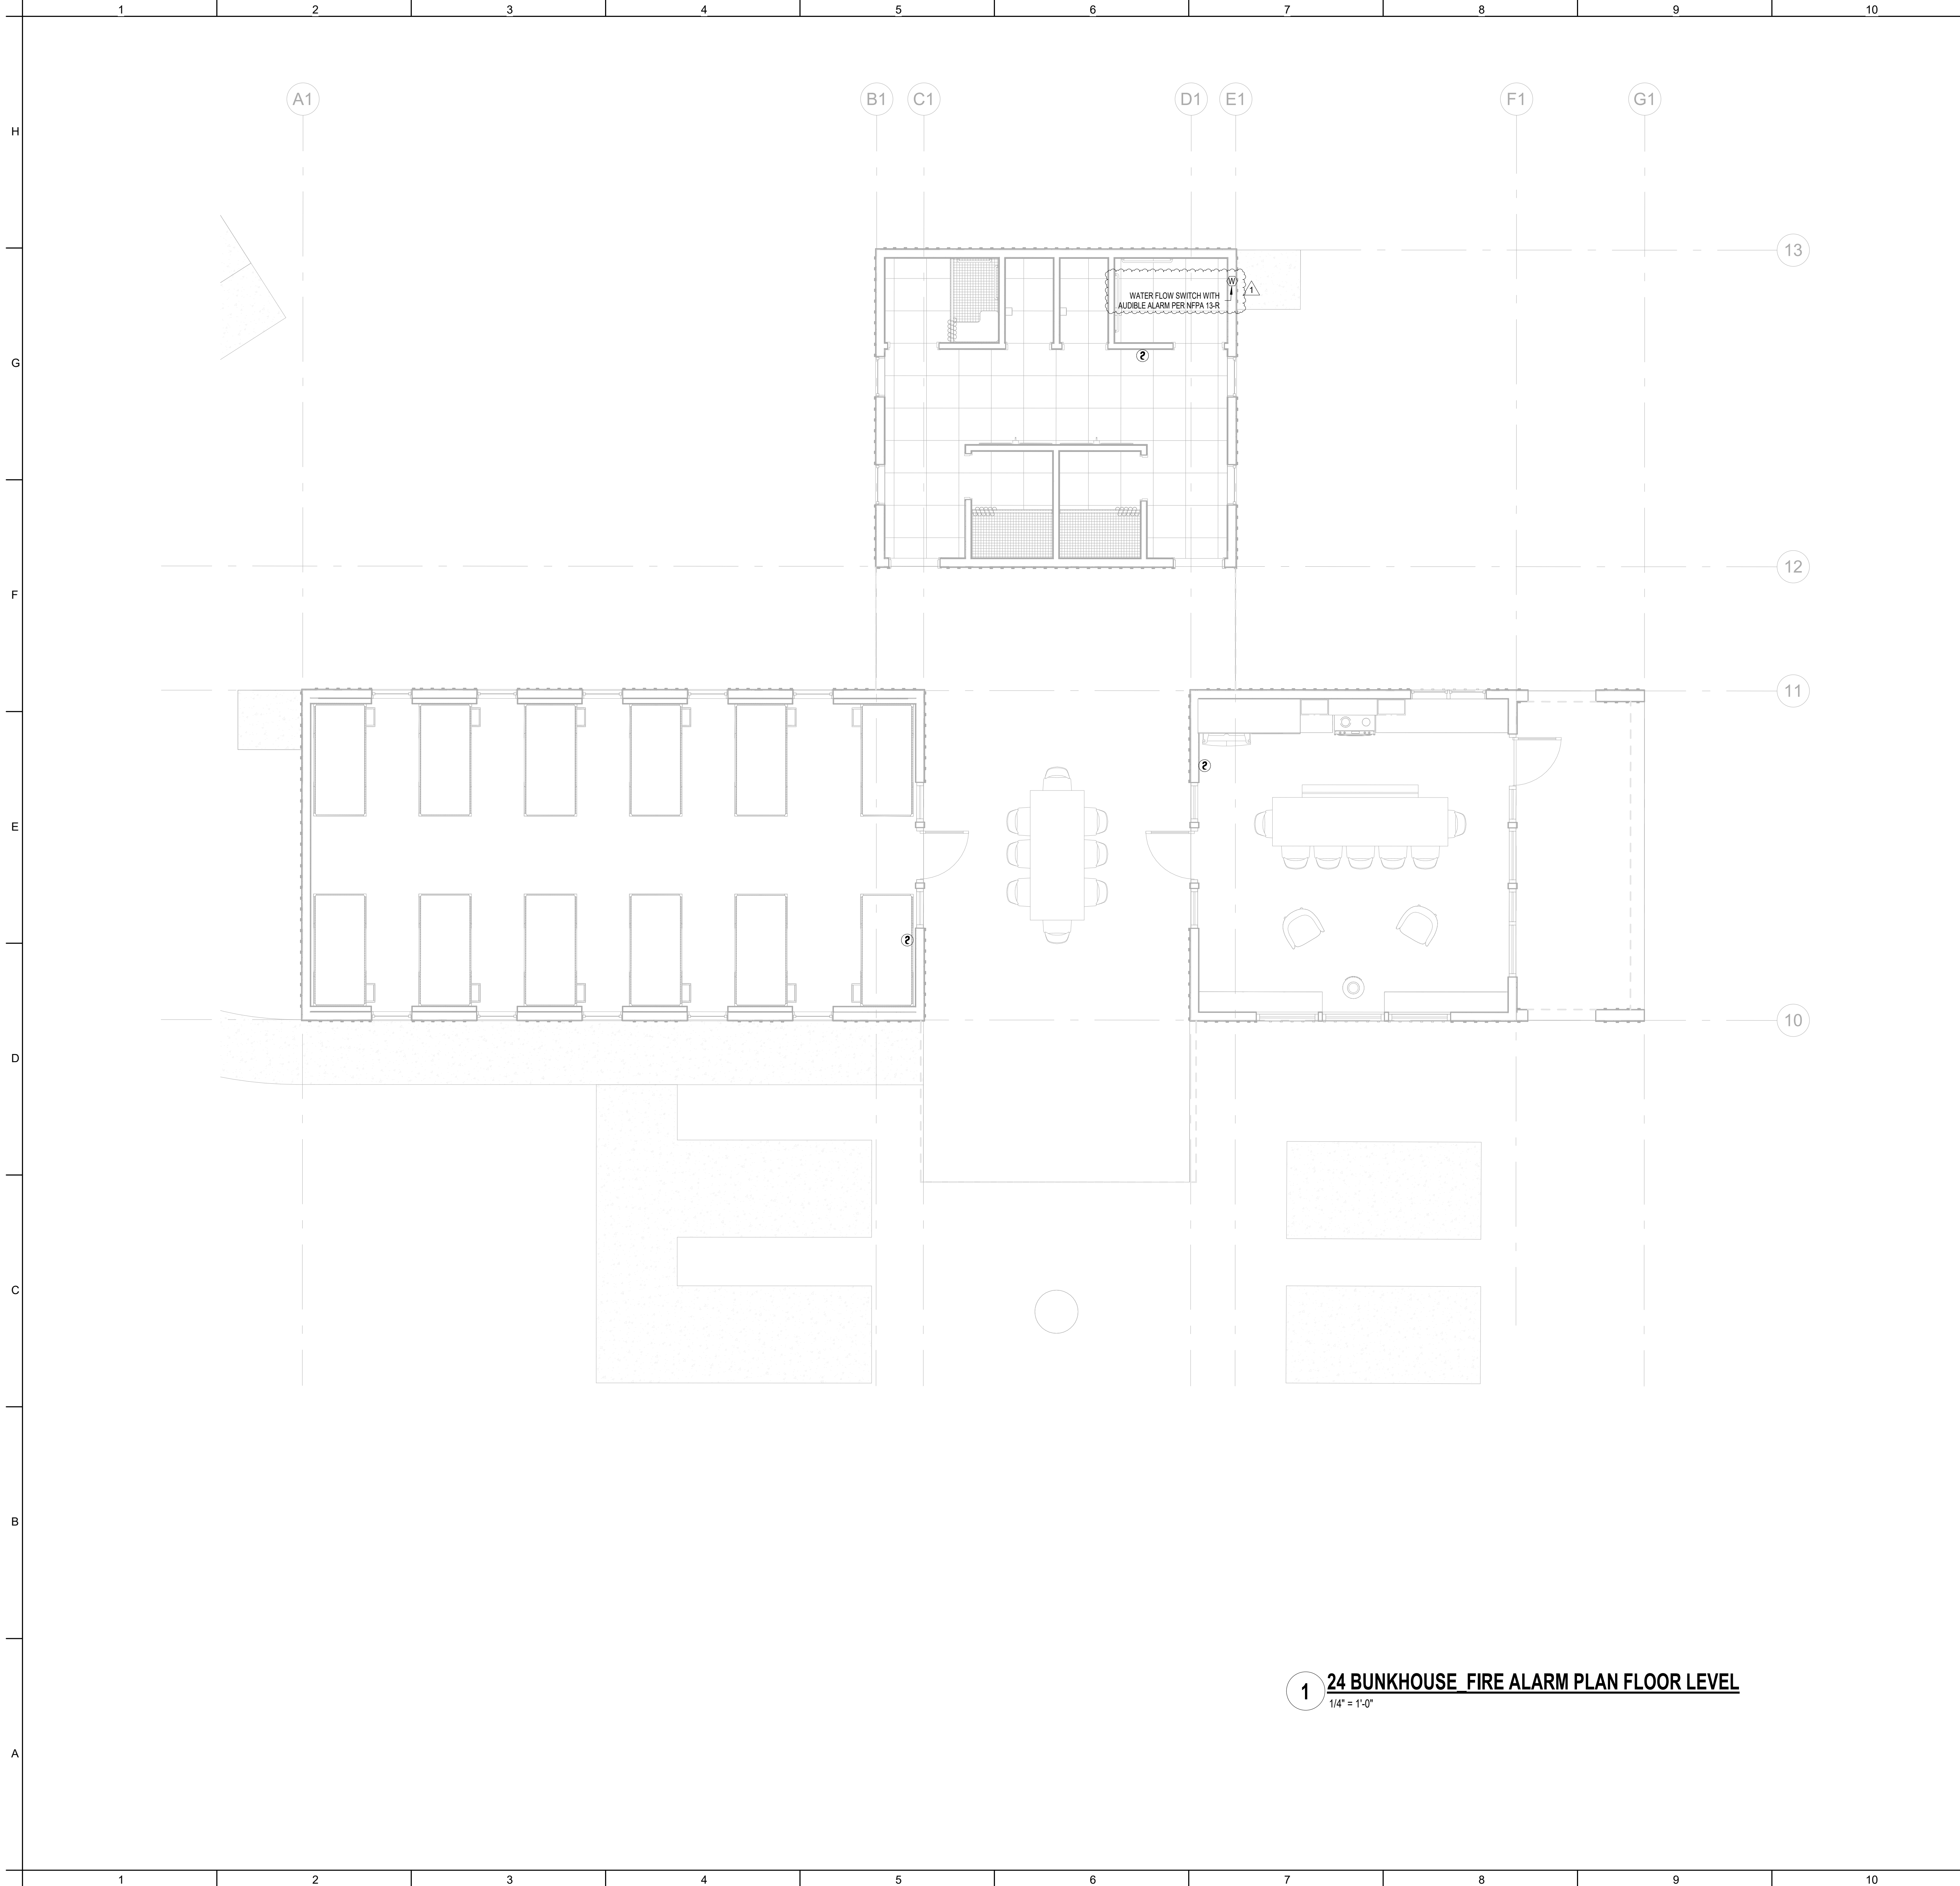 1 2 3 4 5 6 7 8 9 10
A1 B1 C1 D1 E1 F1 G1
H
13
W
WATER FLOW SWITCH WITH
AUDIBLE ALARM PER NFPA 13-R
1
G
12
F
11
E
10
D
C
B
1
24 BUNKHOUSE_FIRE ALARM PLAN FLOOR LEVEL
1/4" = 1'-0"
A
1 2 3 4 5 6 7 8 9 10